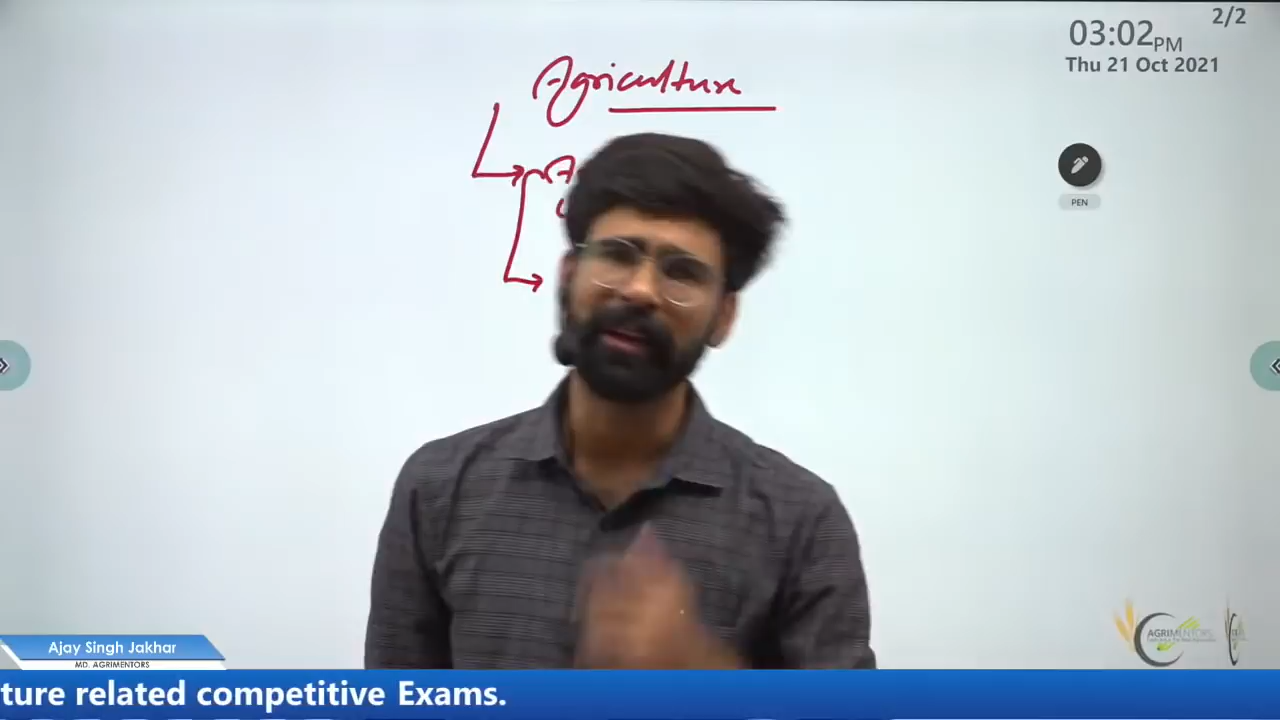 2/2
03:02PM
Thu 21 Oct 2021
Agriculture
A
PEN
AGRIMENTORS
Ajay Singh Jakhar
MD. AGRIMENTORS
ture related competitive Exams.